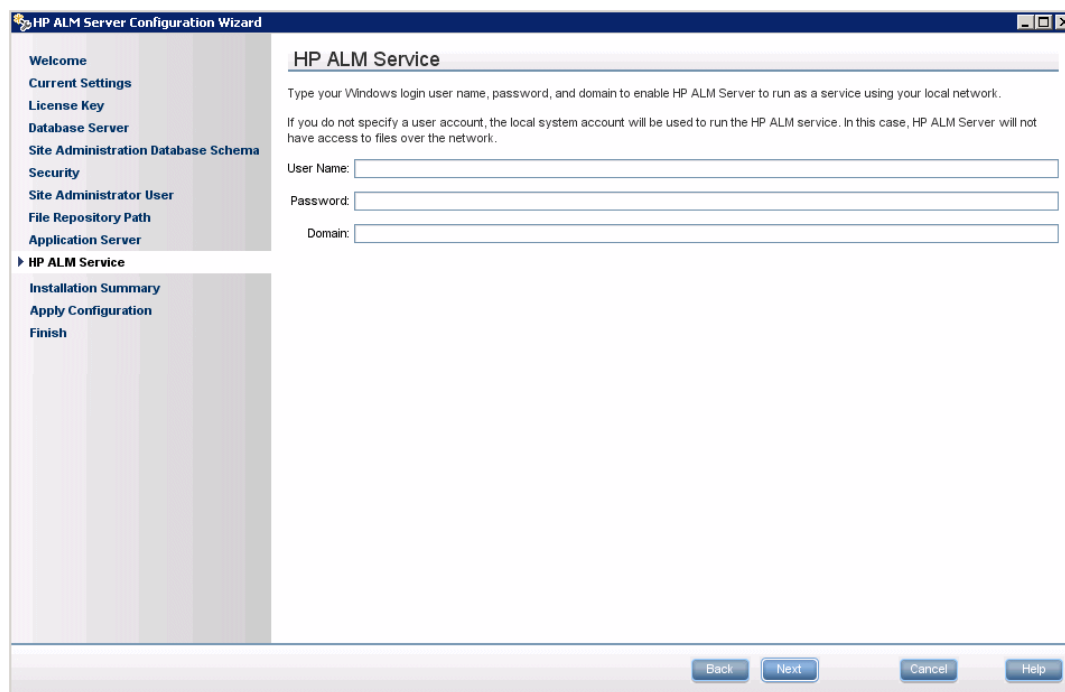 HP ALM Server Configuration Wizard
Welcome
Current Settings
License Key
Database Server
Site Administration Database Schema
Security
Site Administrator User
File Repository Path
Application Server
HP ALM Service
Installation Summary
Apply Configuration
Finish
HP ALM Service
Type your Windows login user name, password, and domain to enable HP ALM Server to run as a service using your local network.
If you do not specify a user account, the local system account will be used to run the HP ALM service. In this case, HP ALM Server will not
have access to files over the network.
User Name:
Password:
Domain:
Back
Next
Cancel
Help